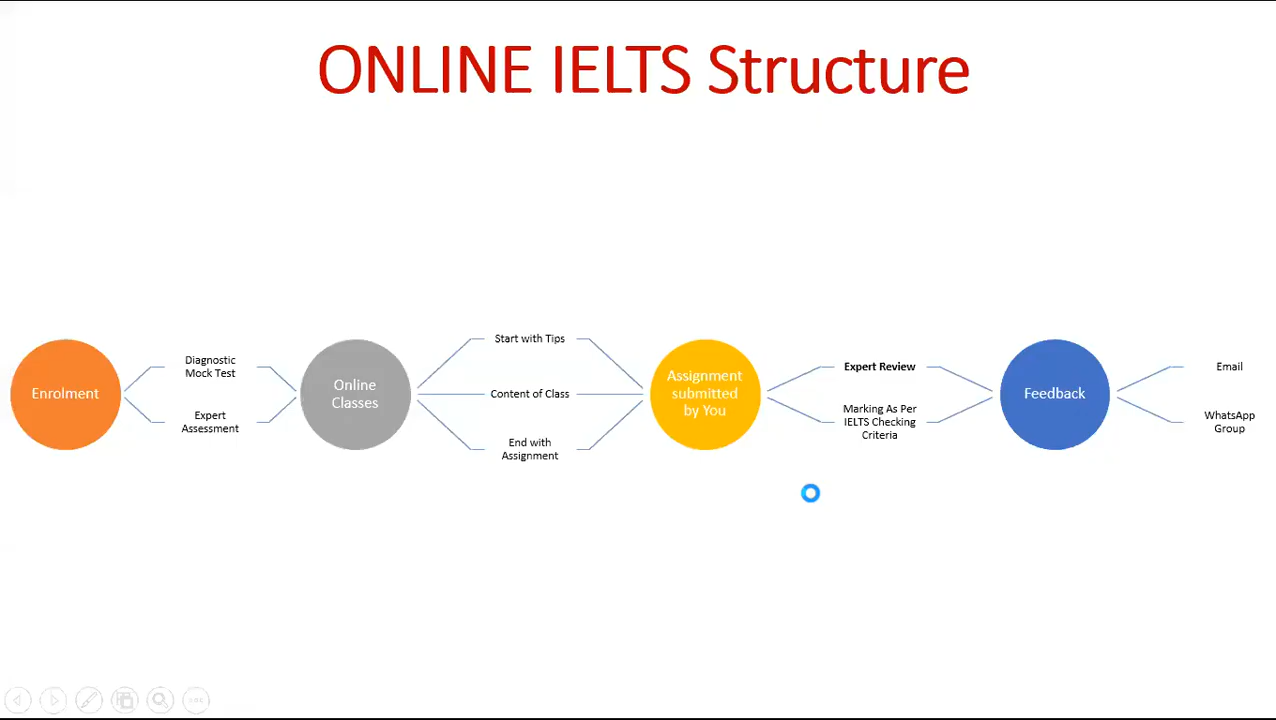 ONLINE IELTS Structure
Enrolment
Diagnostic
Mock Test
Expert
Assessment
Online
Classes
Start with Tips
Content of Class
End with
Assignment
Assignment
submitted
by You
Expert Review
Marking As Per
IELTS Checking
Criteria
Feedback
Email
WhatsApp
Group